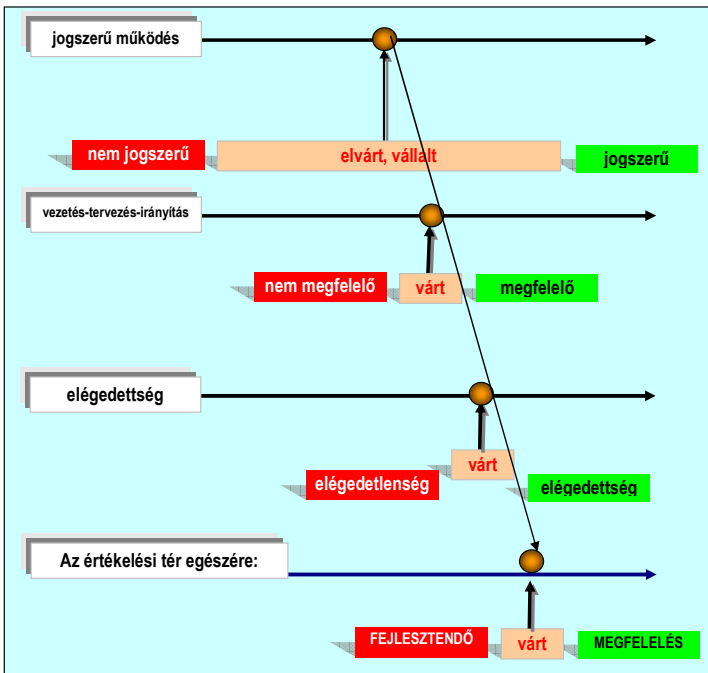 jogszerű működés
nem jogszerű
elvárt, vállalt
jogszerű
vezetés-tervezés-irányítás
nem megfelelő
várt
megfelelő
elégedettség
várt
elégedetlenség
elégedettség
Az értékelési tér egészére:
FEJLESZTENDŐ
várt
MEGFELELÉS